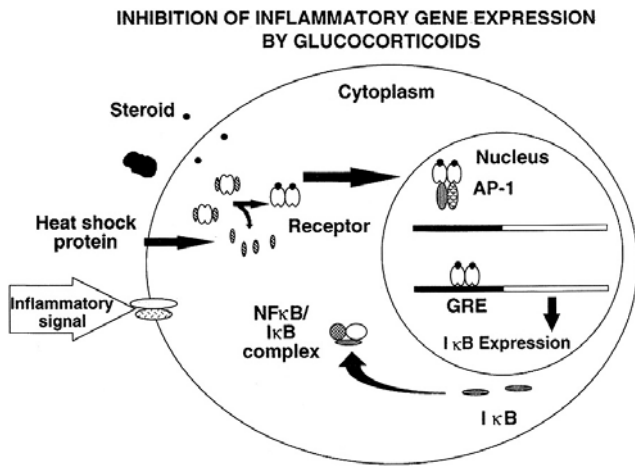 INHIBITION OF INFLAMMATORY GENE EXPRESSION
BY GLUCOCORTICOIDS
Cytoplasm
Steroid
Nucleus
AP-1
Heat shock
protein
Receptor
Inflammatory
signal
NFκB/
IκB
complex
GRE
IκB Expression
IκB